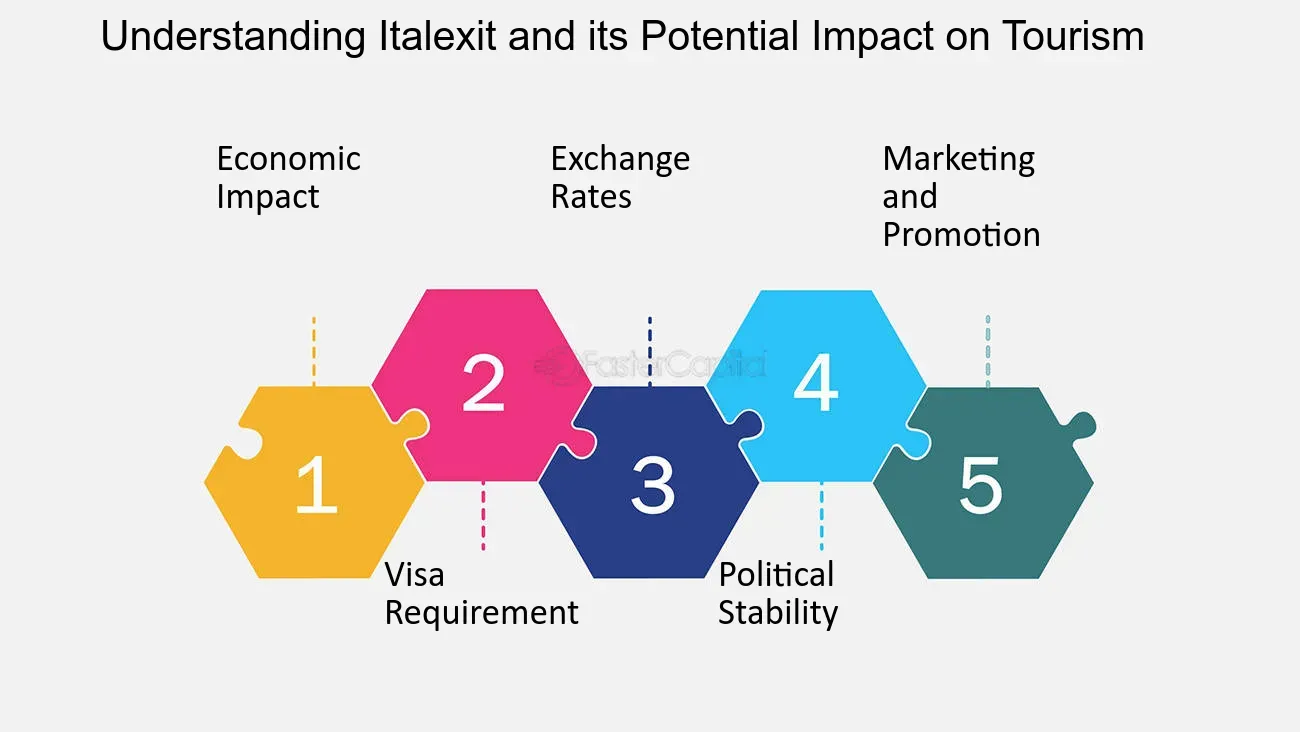 Understanding Italexit and its Potential Impact on Tourism
Economic
Impact
Exchange
Rates
Marketing
and
Promotion
1
2
3
4
5
FasterCapital
Visa
Requirement
Political
Stability